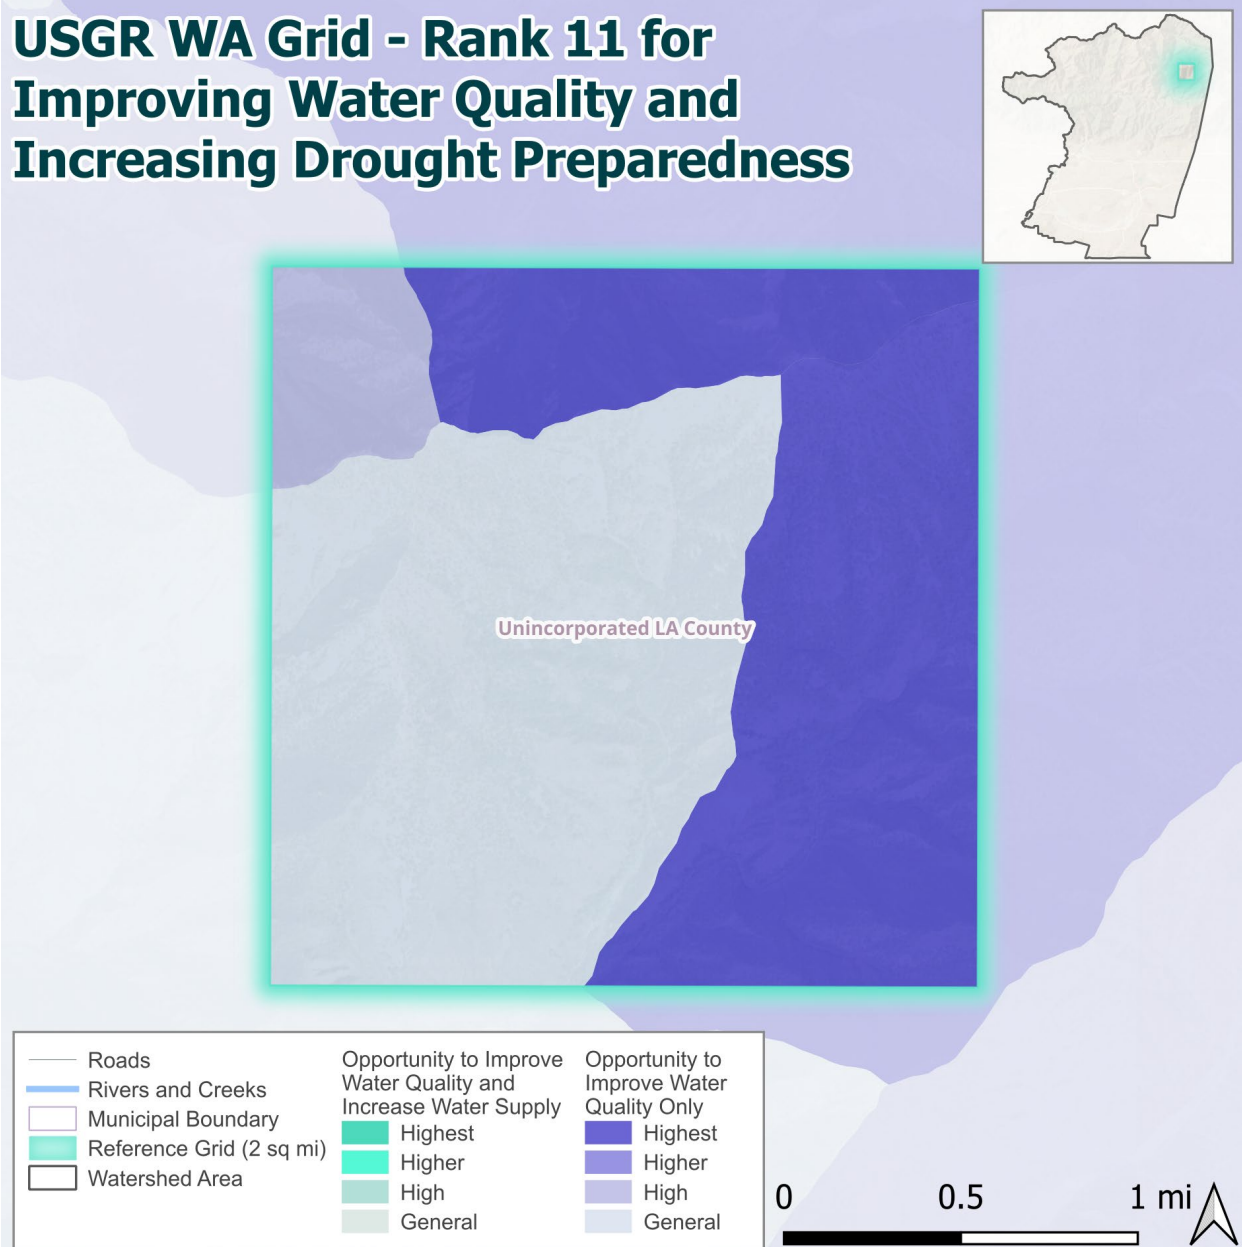 USGR WA Grid - Rank 11 for
Improving Water Quality and
Increasing Drought Preparedness
Unincorporated LA County
Roads
Rivers and Creeks
Municipal Boundary
Reference Grid (2 sq mi)
Watershed Area
Opportunity to Improve
Water Quality and
Increase Water Supply
Highest
Higher
High
General
Opportunity to
Improve Water
Quality Only
Highest
Higher
High
General
0 0.5 1 mi